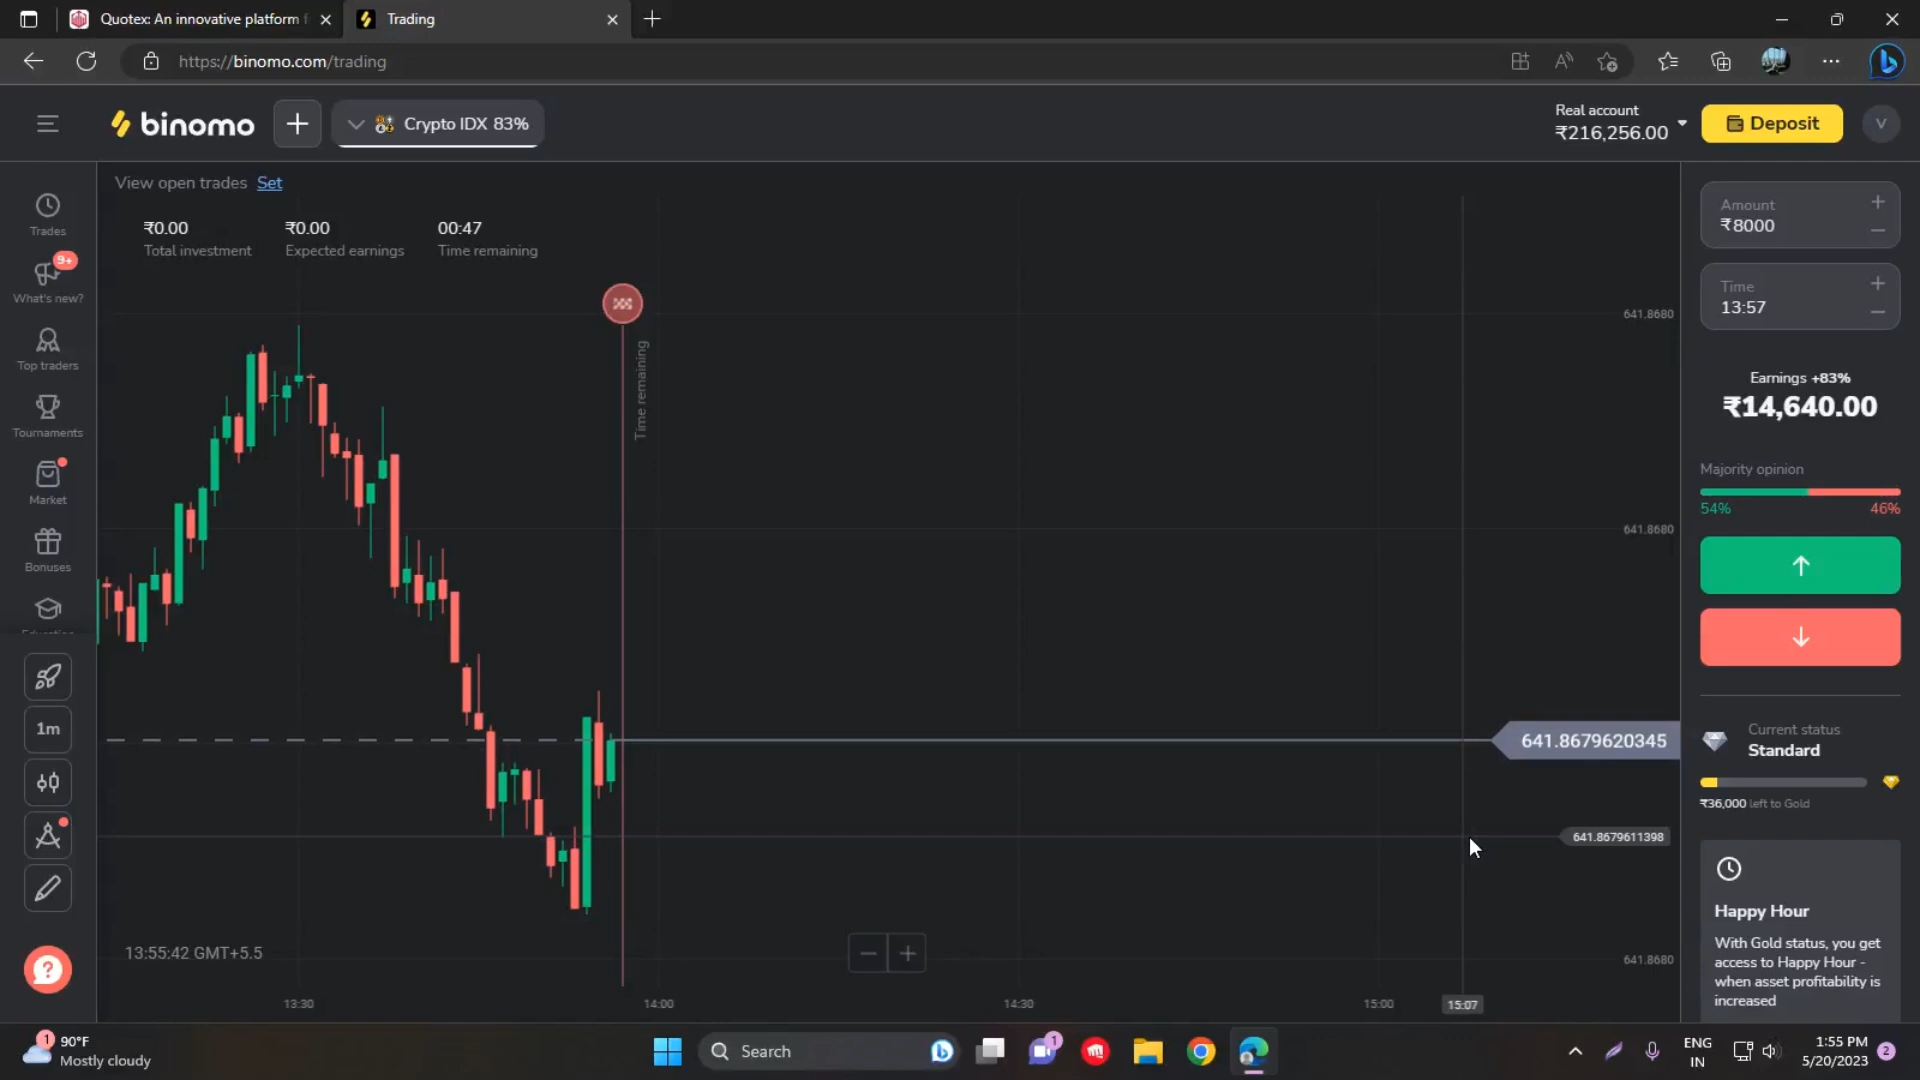 Quotex: An innovative platform f
Trading
https://binomo.com/trading
binomo
Crypto IDX 83%
Real account
₹216,256.00
Deposit
V
View open trades Set
₹0.00
Total investment
₹0.00
Expected earnings
00:47
Time remaining
Trades
9+
What's new?
Top traders
Tournaments
Market
Bonuses
Education
1m
Time remaining
641.8680
641.8680
641.8679620345
641.8679611398
641.8680
13:55:42 GMT+5.5
13:30
14:00
14:30
15:00
15:07
Amount
₹8000
Time
13:57
Earnings +83%
₹14,640.00
Majority opinion
54%
46%
Current status
Standard
₹36,000 left to Gold
Happy Hour
With Gold status, you get
access to Happy Hour -
when asset profitability is
increased
1
90°F
Mostly cloudy
Search
1
ENG
IN
1:55 PM
5/20/2023
2